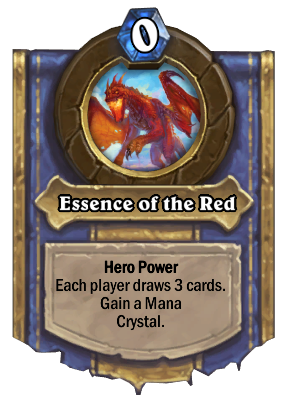 0
Essence of the Red
Hero Power
Each player draws 3 cards.
Gain a Mana
Crystal.